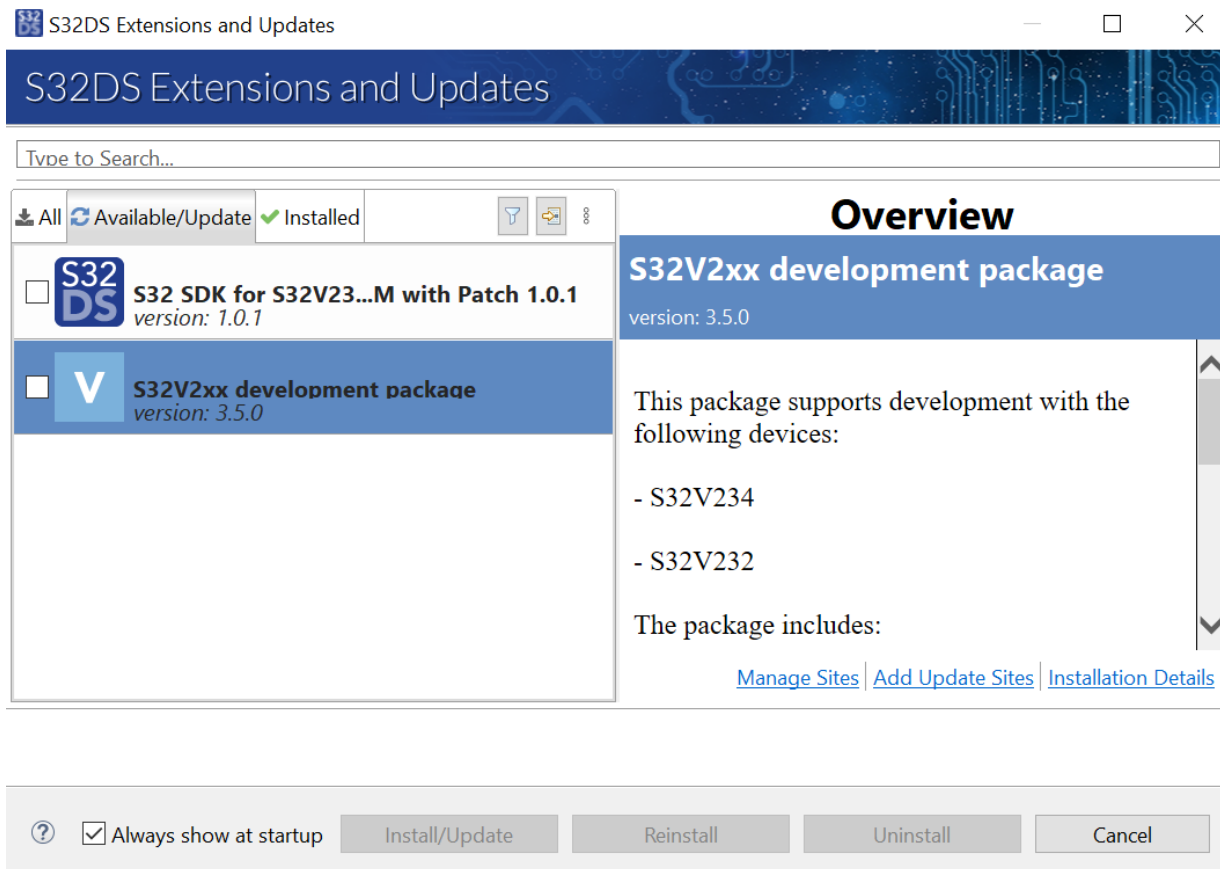 S32DS Extensions and Updates
S32DS Extensions and Updates
Type to Search...
All Available/Update Installed
S32 DS
S32 SDK for S32V23...M with Patch 1.0.1
version: 1.0.1
V
S32V2xx development package
version: 3.5.0
Overview
S32V2xx development package
version: 3.5.0
This package supports development with the
following devices:
- S32V234
- S32V232
The package includes:
Manage Sites Add Update Sites Installation Details
Always show at startup Install/Update Reinstall Uninstall Cancel